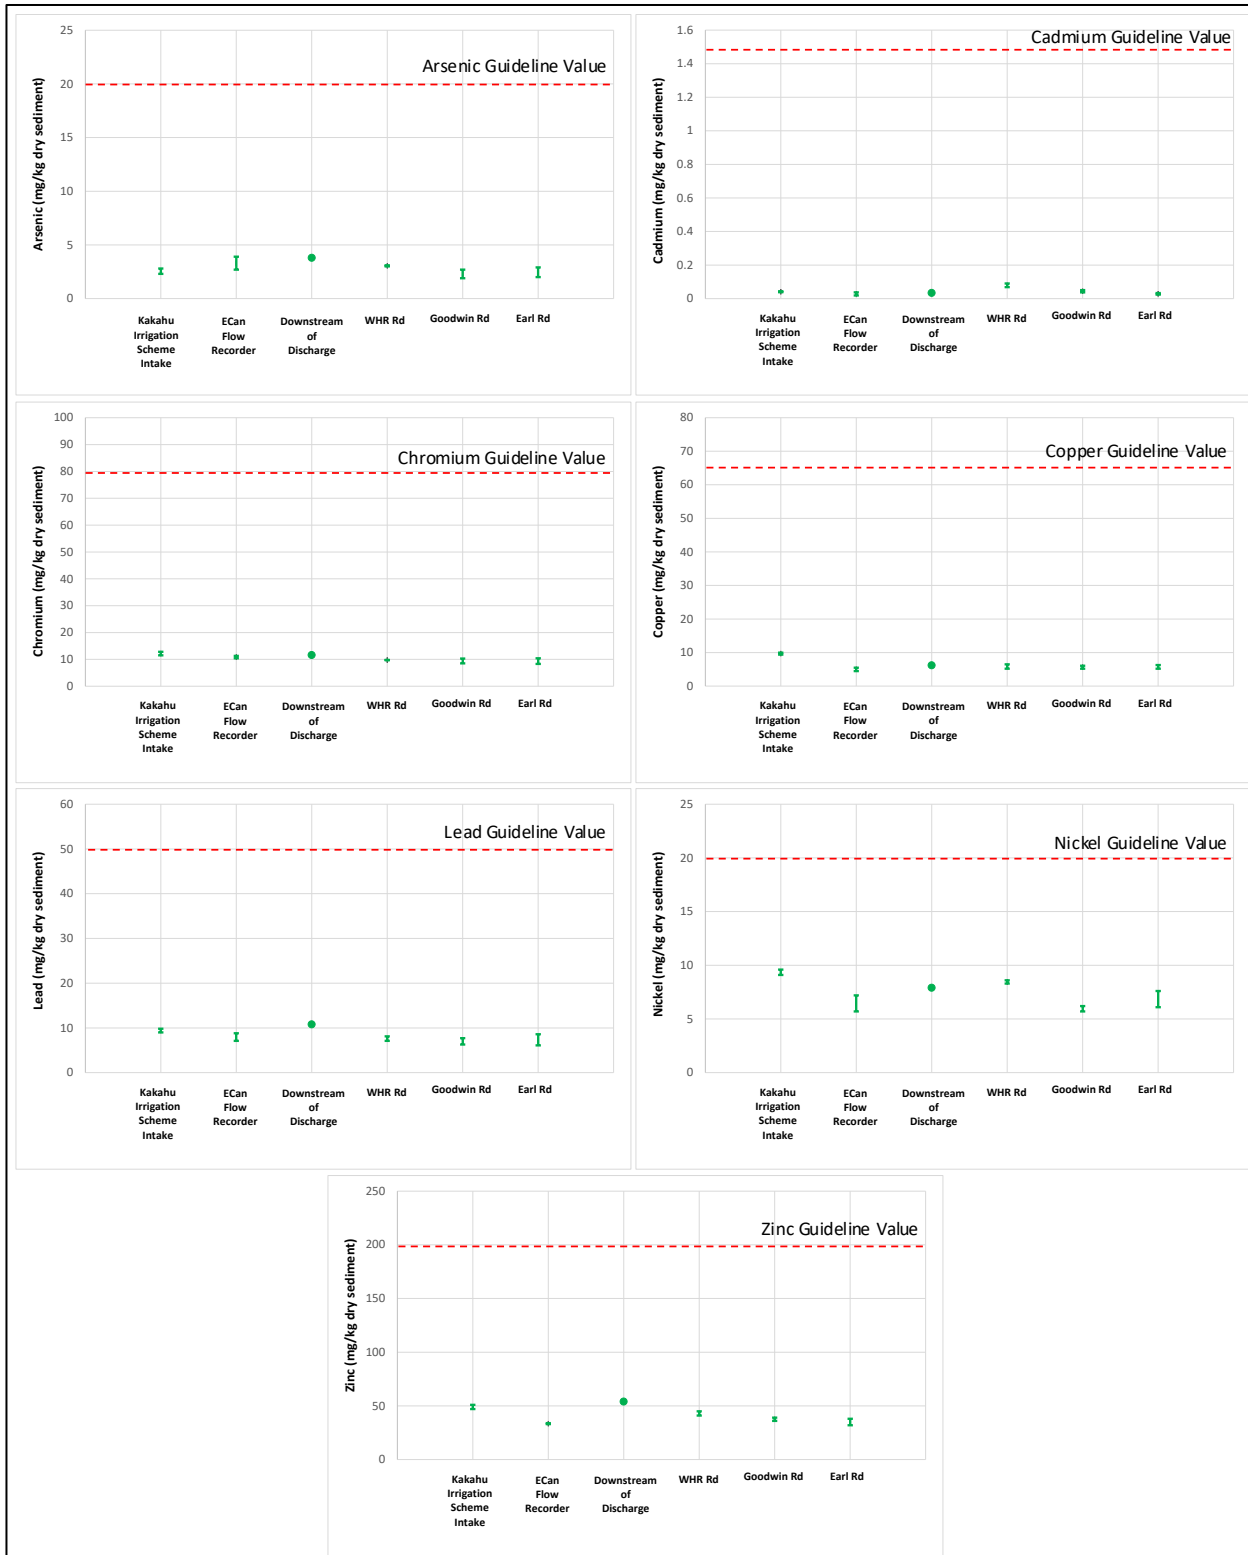 Arsenic Guideline Value
Arsenic (mg/kg dry sediment)
25
20
15
10
5
0
Kakahu
Irrigation
Scheme
Intake
ECan
Flow
Recorder
Downstream
of
Discharge
WHR Rd
Goodwin Rd
Earl Rd
Cadmium Guideline Value
Cadmium (mg/kg dry sediment)
1.6
1.4
1.2
1
0.8
0.6
0.4
0.2
0
Kakahu
Irrigation
Scheme
Intake
ECan
Flow
Recorder
Downstream
of
Discharge
WHR Rd
Goodwin Rd
Earl Rd
Chromium Guideline Value
Chromium (mg/kg dry sediment)
100
90
80
70
60
50
40
30
20
10
0
Kakahu
Irrigation
Scheme
Intake
ECan
Flow
Recorder
Downstream
of
Discharge
WHR Rd
Goodwin Rd
Earl Rd
Copper Guideline Value
Copper (mg/kg dry sediment)
80
70
60
50
40
30
20
10
0
Kakahu
Irrigation
Scheme
Intake
ECan
Flow
Recorder
Downstream
of
Discharge
WHR Rd
Goodwin Rd
Earl Rd
Lead Guideline Value
Lead (mg/kg dry sediment)
60
50
40
30
20
10
0
Kakahu
Irrigation
Scheme
Intake
ECan
Flow
Recorder
Downstream
of
Discharge
WHR Rd
Goodwin Rd
Earl Rd
Nickel Guideline Value
Nickel (mg/kg dry sediment)
25
20
15
10
5
0
Kakahu
Irrigation
Scheme
Intake
ECan
Flow
Recorder
Downstream
of
Discharge
WHR Rd
Goodwin Rd
Earl Rd
Zinc Guideline Value
Zinc (mg/kg dry sediment)
250
200
150
100
50
0
Kakahu
Irrigation
Scheme
Intake
ECan
Flow
Recorder
Downstream
of
Discharge
WHR Rd
Goodwin Rd
Earl Rd